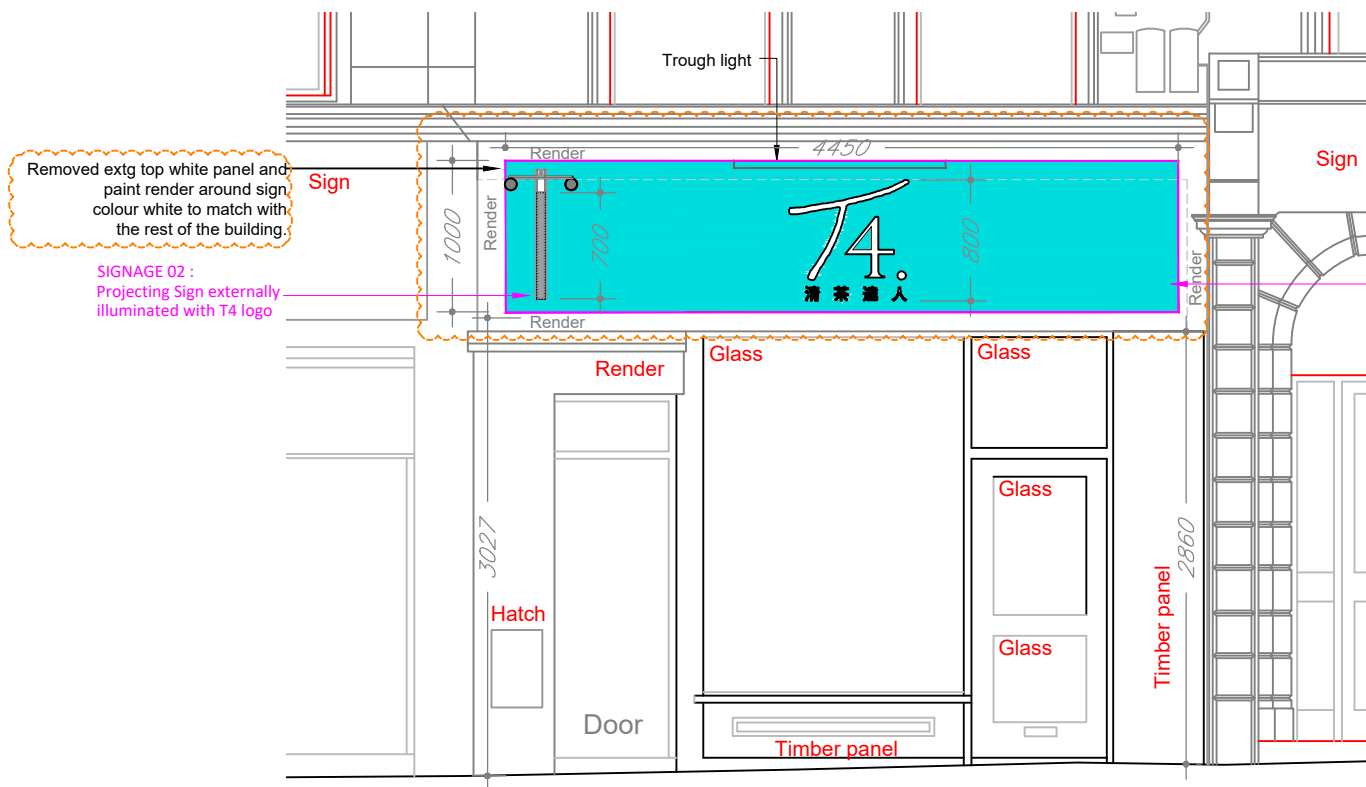 Trough light
Render
4450
Removed extg top white panel and
paint render around sign
colour white to match with
the rest of the building.
Sign
Sign
1000
Render
700
T4.
清茶達人
800
Render
SIGNAGE 02 :
Projecting Sign externally
illuminated with T4 logo
Render
Render
Glass
Glass
Glass
3027
2860
Timber panel
Hatch
Glass
Door
Timber panel